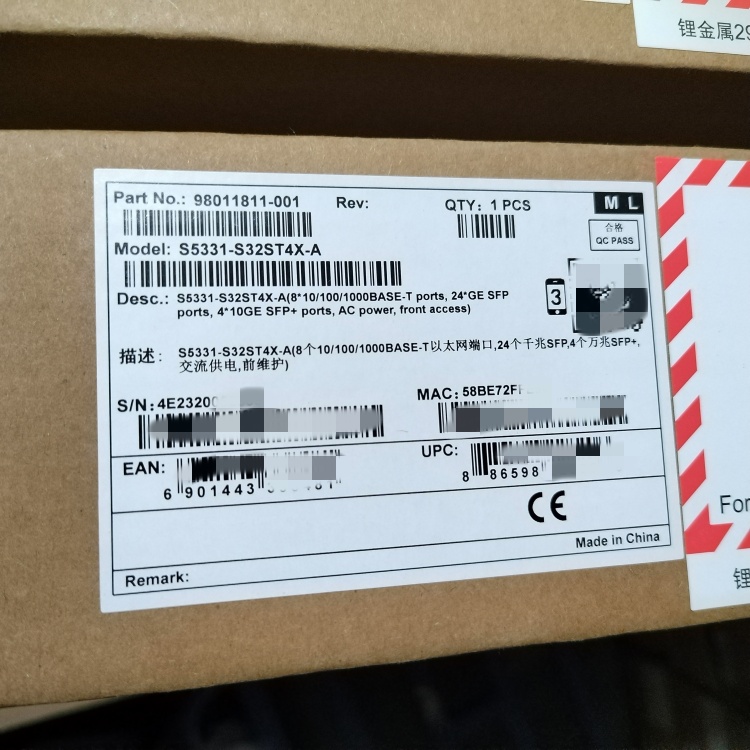 锂金属
Part No.: 98011811-001
Rev:
QTY: 1 PCS
M L
合格
QC PASS
Model: S5331-S32ST4X-A
Desc.: S5331-S32ST4X-A(8*10/100/1000BASE-T ports, 24*GE SFP
ports, 4*10GE SFP+ ports, AC power, front access)
3
描述: S5331-S32ST4X-A(8个10/100/1000BASE-T以太网端口,24个千兆SFP,4个万兆SFP+,
交流供电,前维护)
S/N: 4E2320
MAC: 58BE72F
EAN:
6 901443
UPC:
8 86598
CE
Made in China
Remark:
For
锂